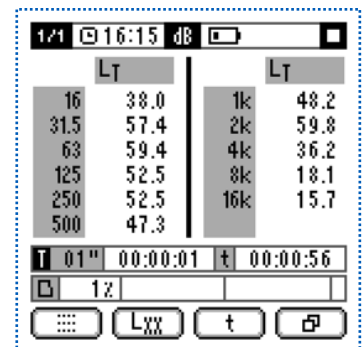 1/1 16:15 dB
LT LT
16 38.0 1k 48.2
31.5 57.4 2k 59.8
63 59.4 4k 36.2
125 52.5 8k 18.1
250 52.5 16k 15.7
500 47.3
T 01" 00:00:01 t 00:00:56
1%
LXX t